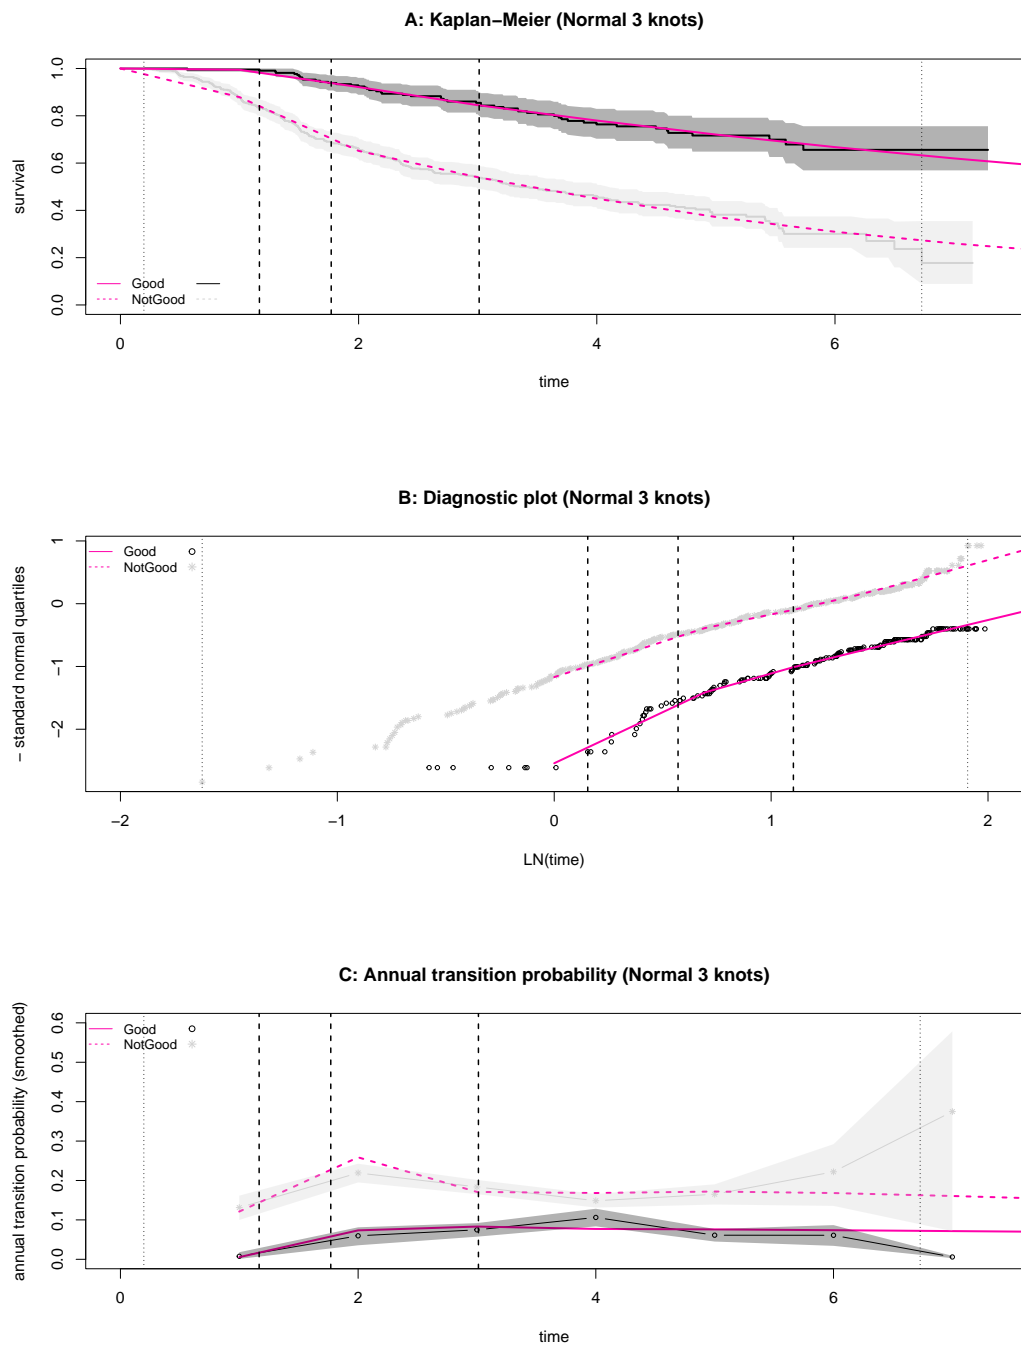 A: Kaplan−Meier (Normal 3 knots)
survival
0.0 0.2 0.4 0.6 0.8 1.0
Good
NotGood
0 2 4 6
time
B: Diagnostic plot (Normal 3 knots)
− standard normal quartiles
−2 −1 0 1
Good
NotGood
−2 −1 0 1 2
LN(time)
C: Annual transition probability (Normal 3 knots)
annual transition probability (smoothed)
0.0 0.1 0.2 0.3 0.4 0.5 0.6
Good
NotGood
0 2 4 6
time